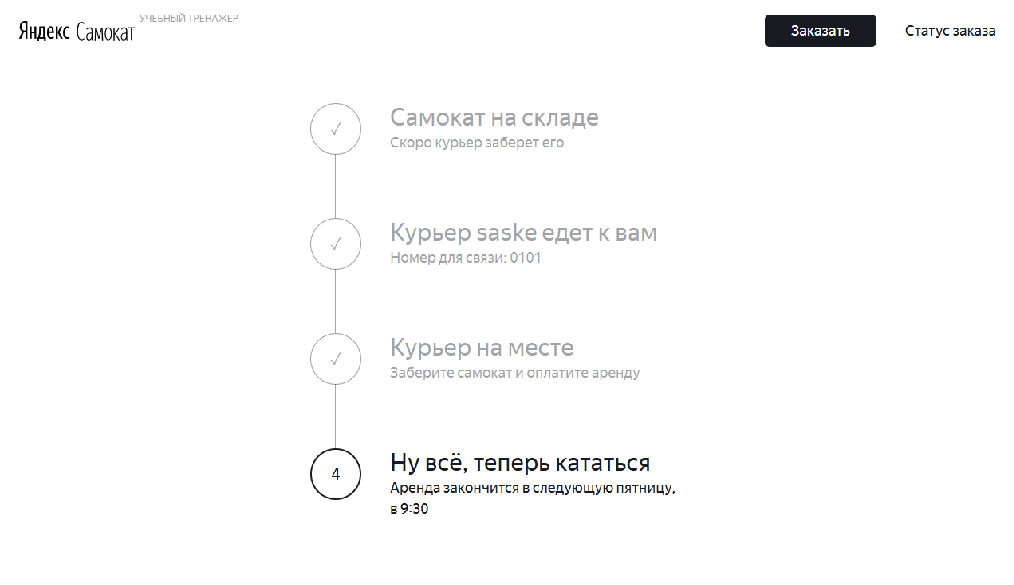 Яндекс Самокат
УЧЕБНЫЙ ТРЕНАЖЕР
Заказать
Статус заказа
✓
Самокат на складе
Скоро курьер заберет его
✓
Курьер saske едет к вам
Номер для связи: 0101
✓
Курьер на месте
Заберите самокат и оплатите аренду
4
Ну всё, теперь кататься
Аренда закончится в следующую пятницу,
в 9:30